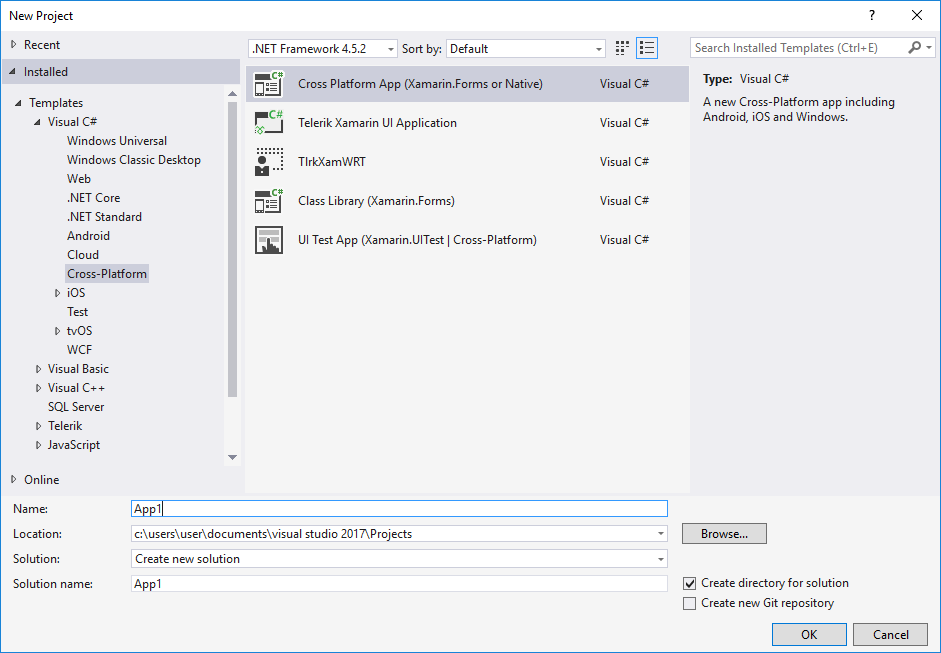 New Project
?
Recent
.NET Framework 4.5.2
Sort by:
Default
Search Installed Templates (Ctrl+E)
Installed
Templates
Visual C#
Windows Universal
Windows Classic Desktop
Web
.NET Core
.NET Standard
Android
Cloud
Cross-Platform
iOS
Test
tvOS
WCF
Visual Basic
Visual C++
SQL Server
Telerik
JavaScript
Online
C# Cross Platform App (Xamarin.Forms or Native) Visual C#
C# Telerik Xamarin UI Application Visual C#
TlrkXamWRT Visual C#
C# Class Library (Xamarin.Forms) Visual C#
UI Test App (Xamarin.UITest | Cross-Platform) Visual C#
Type: Visual C#
A new Cross-Platform app including
Android, iOS and Windows.
Name: App1
Location: c:\users\user\documents\visual studio 2017\Projects
Browse...
Solution: Create new solution
Solution name: App1
Create directory for solution
Create new Git repository
OK
Cancel